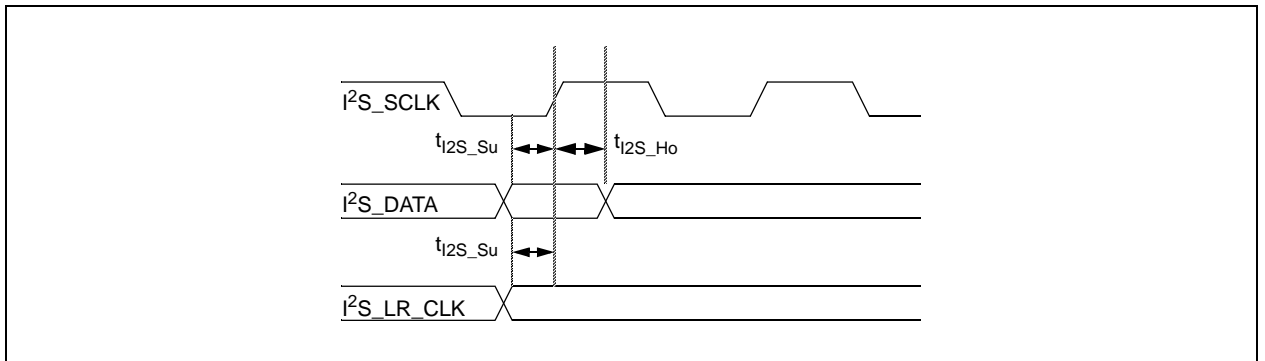 I²S_SCLK
tI2S_Su
tI2S_Ho
I²S_DATA
tI2S_Su
I²S_LR_CLK